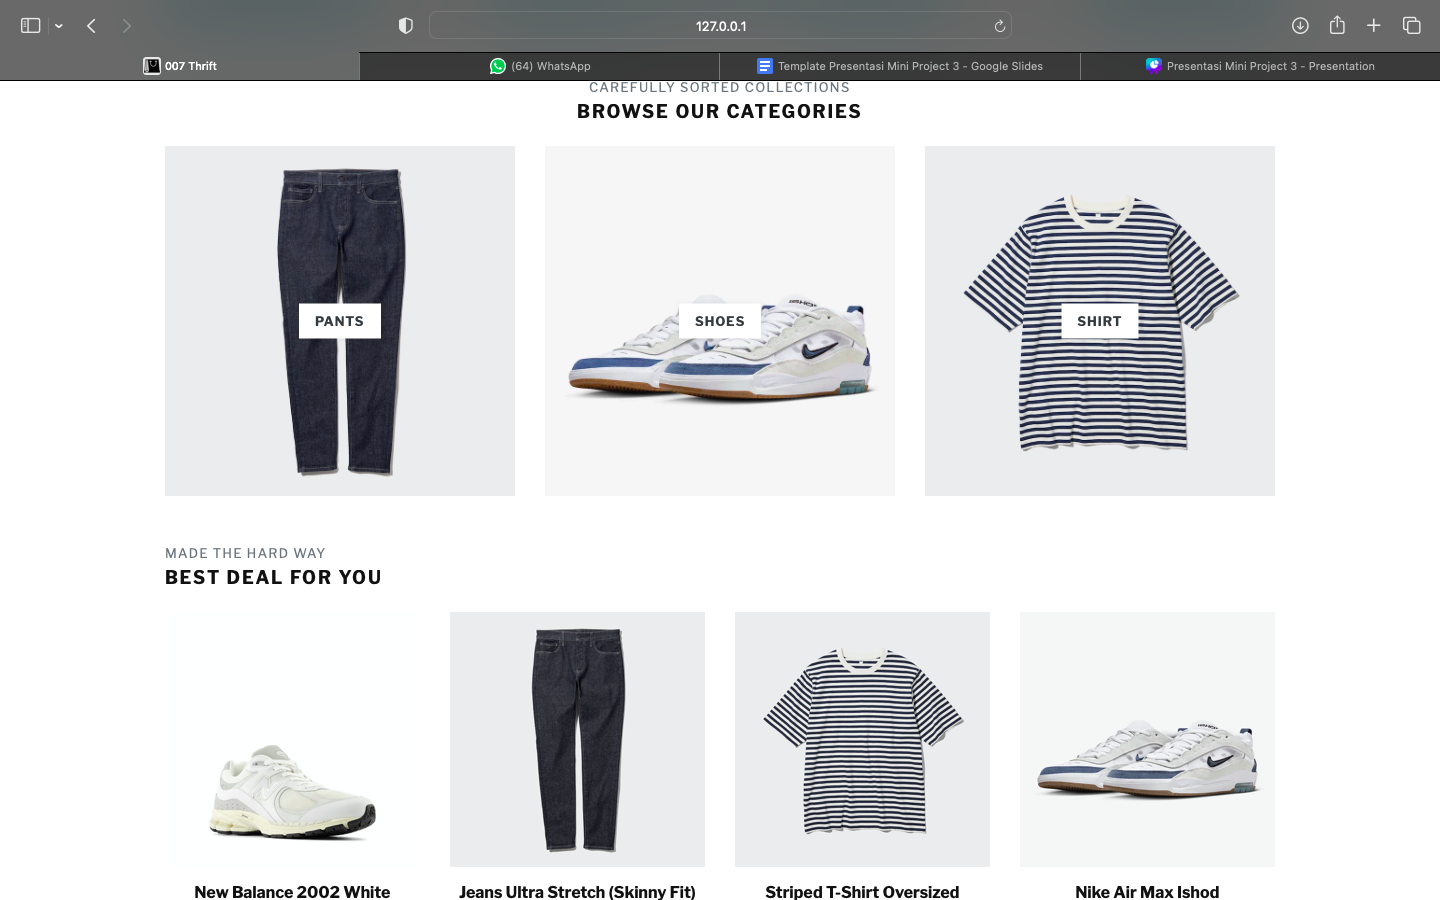 127.0.0.1
007 Thrift
(64) WhatsApp
Template Presentasi Mini Project 3 - Google Slides
Presentasi Mini Project 3 - Presentation
CAREFULLY SORTED COLLECTIONS
BROWSE OUR CATEGORIES
PANTS
SHOES
SHIRT
MADE THE HARD WAY
BEST DEAL FOR YOU
New Balance 2002 White
Jeans Ultra Stretch (Skinny Fit)
Striped T-Shirt Oversized
Nike Air Max Ishod